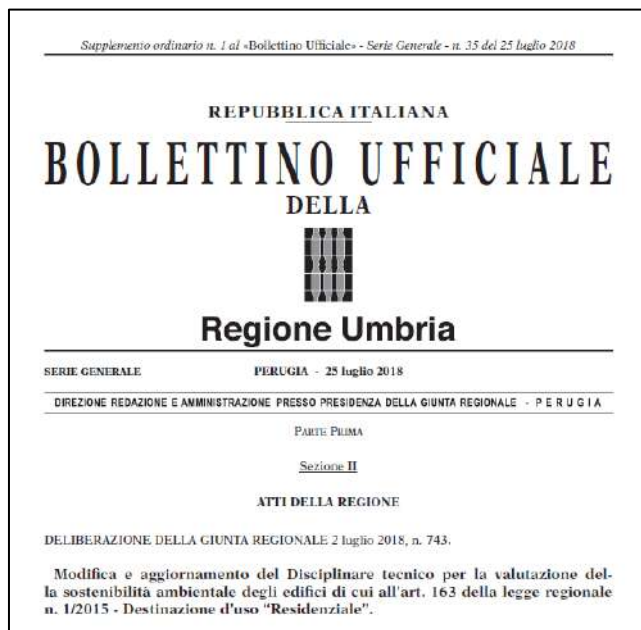 Supplemento ordinario n. 1 al «Bollettino Ufficiale» - Serie Generale - n. 35 del 25 luglio 2018
REPUBBLICA ITALIANA
BOLLETTINO UFFICIALE
DELLA
Regione Umbria
SERIE GENERALE PERUGIA - 25 luglio 2018
DIREZIONE REDAZIONE E AMMINISTRAZIONE PRESSO PRESIDENZA DELLA GIUNTA REGIONALE - PERUGIA
PARTE PRIMA
Sezione II
ATTI DELLA REGIONE
DELIBERAZIONE DELLA GIUNTA REGIONALE 2 luglio 2018, n. 743.
Modifica e aggiornamento del Disciplinare tecnico per la valutazione del-
la sostenibilità ambientale degli edifici di cui all'art. 163 della legge regionale
n. 1/2015 - Destinazione d'uso "Residenziale".